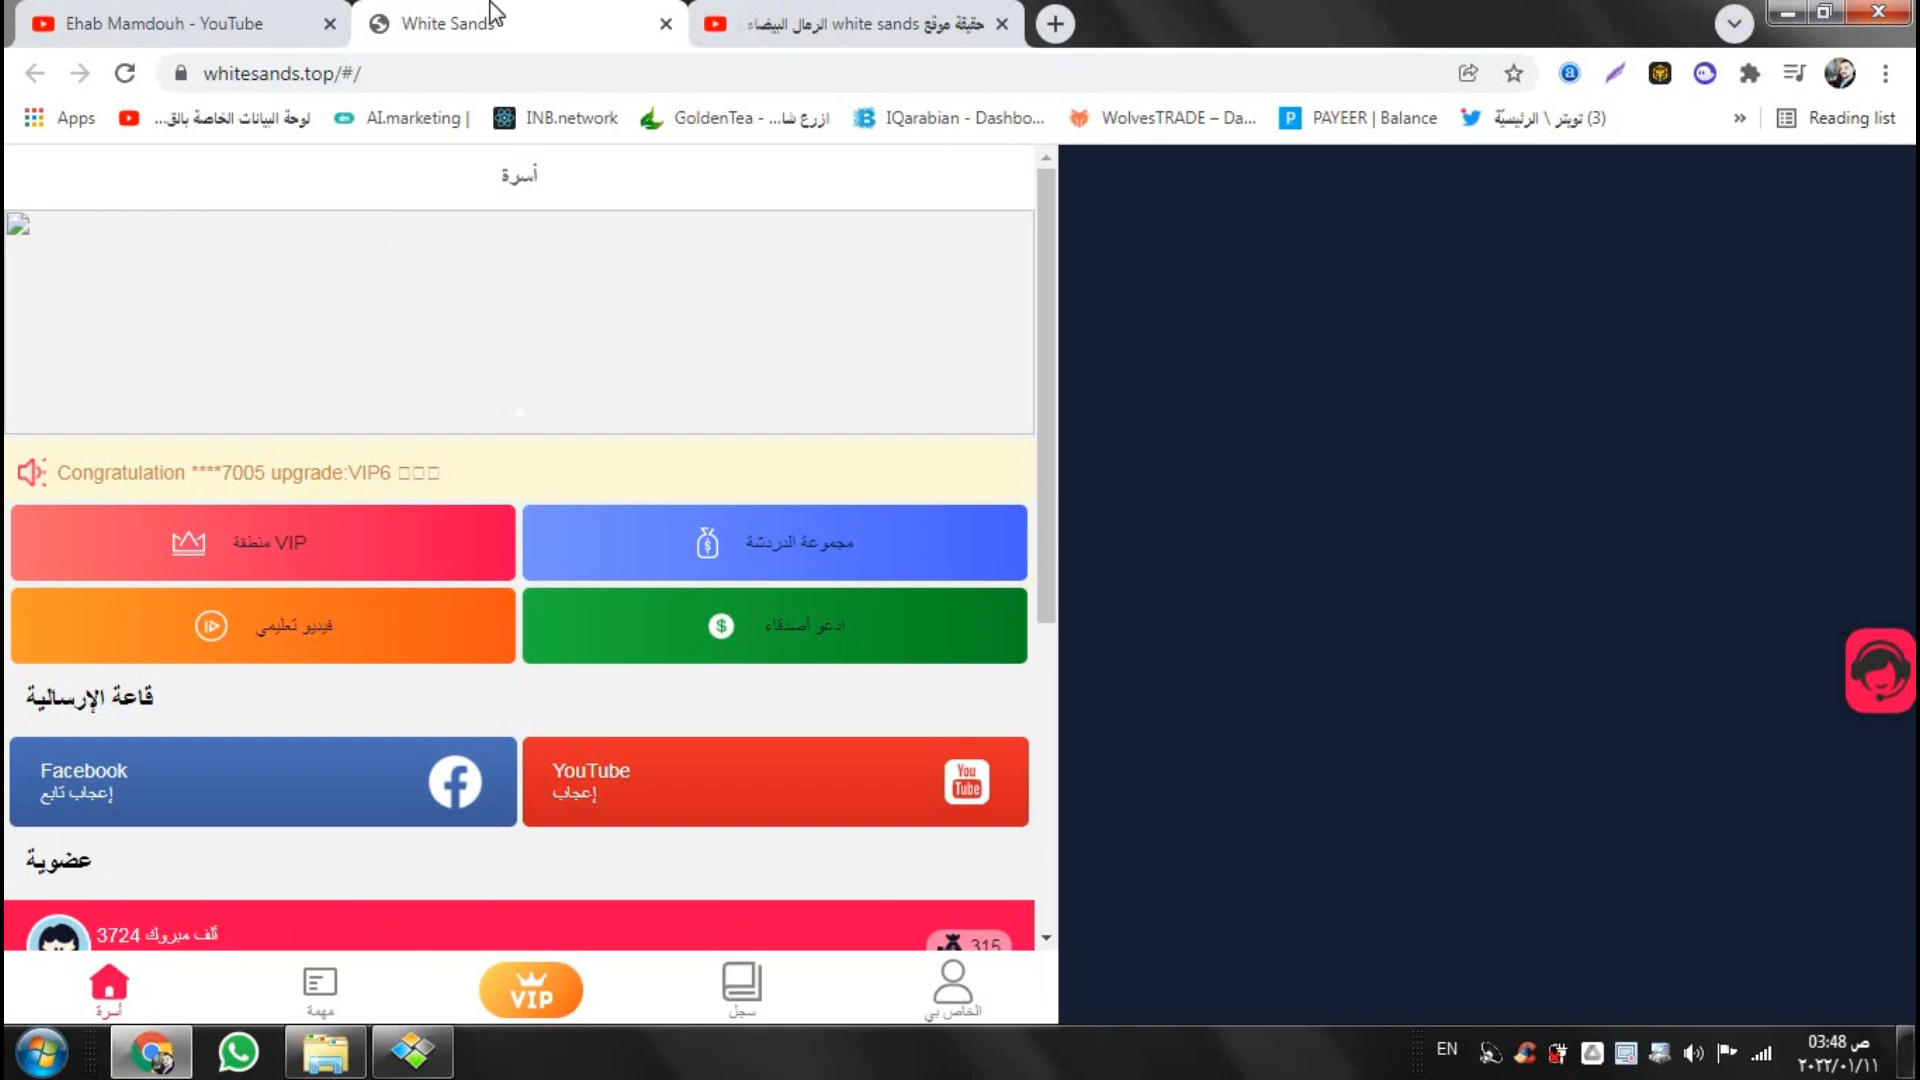 Ehab Mamdouh - YouTube
White Sands
حقيقة موقع white sands الرمال البيضاء
whitesands.top/#/
Apps
لوحة البيانات الخاصة بالق...
AI.marketing |
INB.network
GoldenTea - ...ازرع شا
IQarabian - Dashbo...
WolvesTRADE – Da...
PAYEER | Balance
(3) تويتر \ الرئيسيّة
Reading list
أسرة
Congratulation ****7005 upgrade:VIP6
منطقة VIP
مجموعة الدردشة
فيديو تعليمي
ادعو أصدقاء
قاعة الإرسالية
Facebook
إعجاب تابع
YouTube
إعجاب
You
Tube
عضوية
ألف مبروك 3724
315
أسرة
مهمة
VIP
سجل
الخاص بي
EN
03:48 ص
٢٠٢٢/٠١/١١